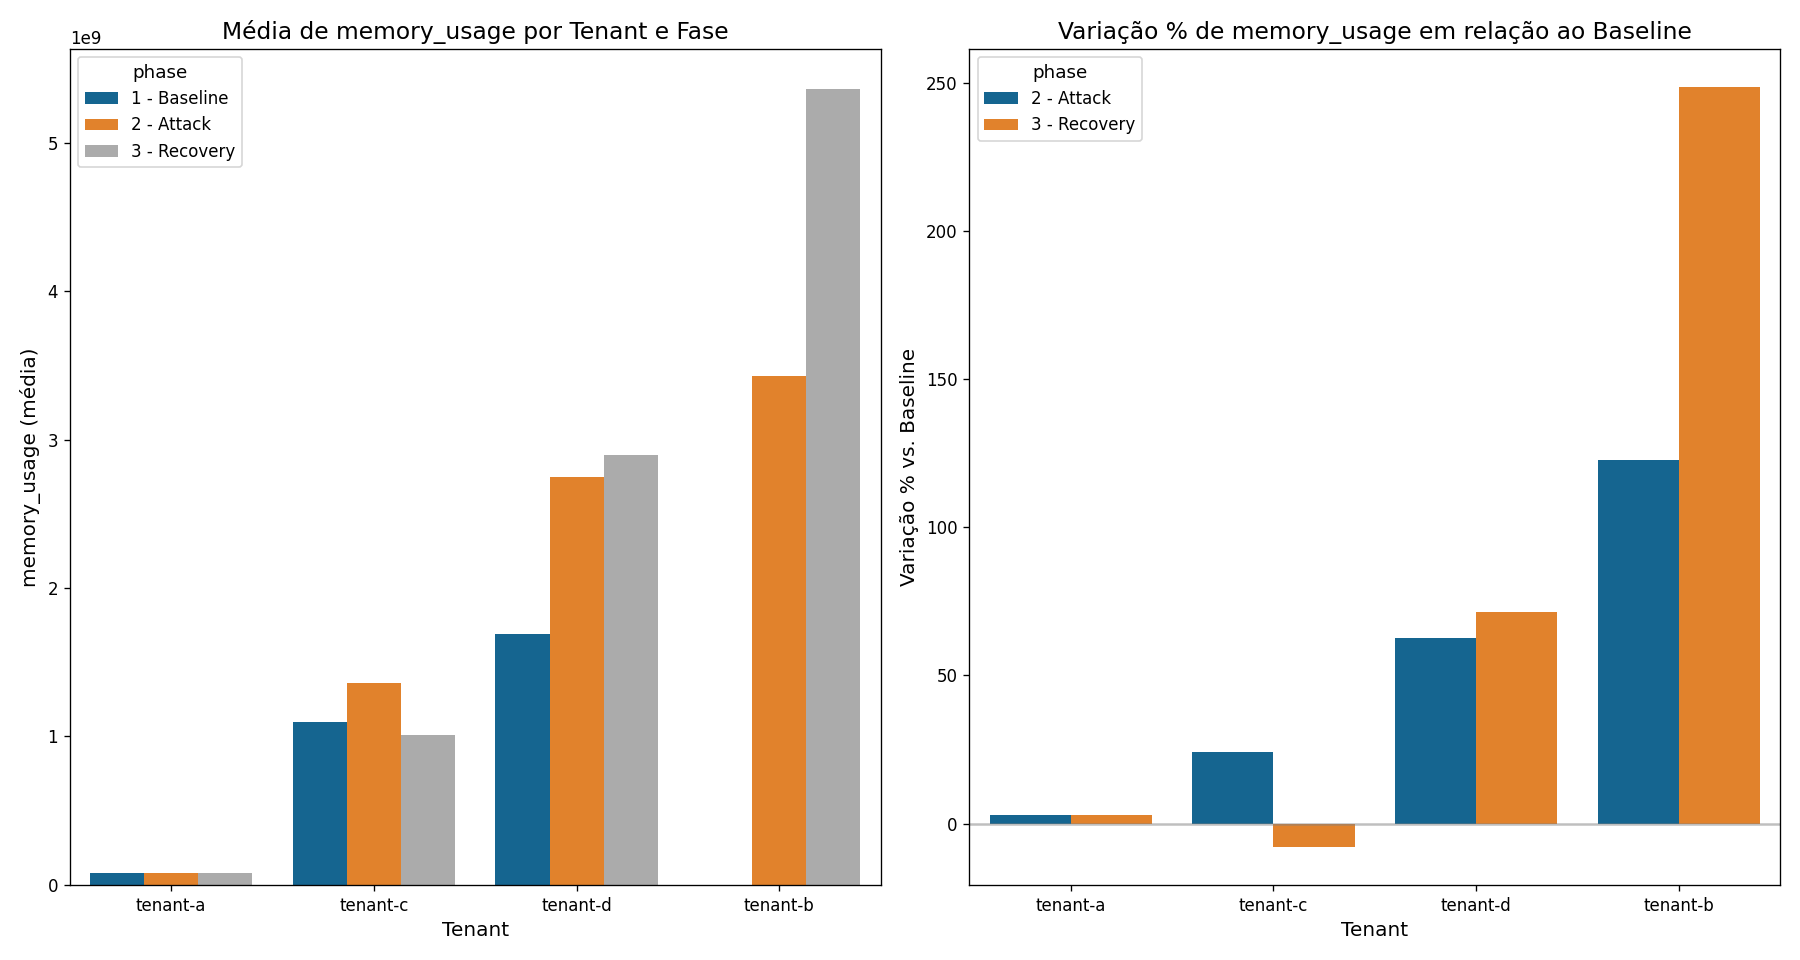 Média de memory_usage por Tenant e Fase
1e9
phase
1 - Baseline
2 - Attack
3 - Recovery
5
4
3
2
1
0
memory_usage (média)
tenant-a
tenant-c
tenant-d
tenant-b
Tenant
Variação % de memory_usage em relação ao Baseline
phase
2 - Attack
3 - Recovery
250
200
150
100
50
0
Variação % vs. Baseline
tenant-a
tenant-c
tenant-d
tenant-b
Tenant